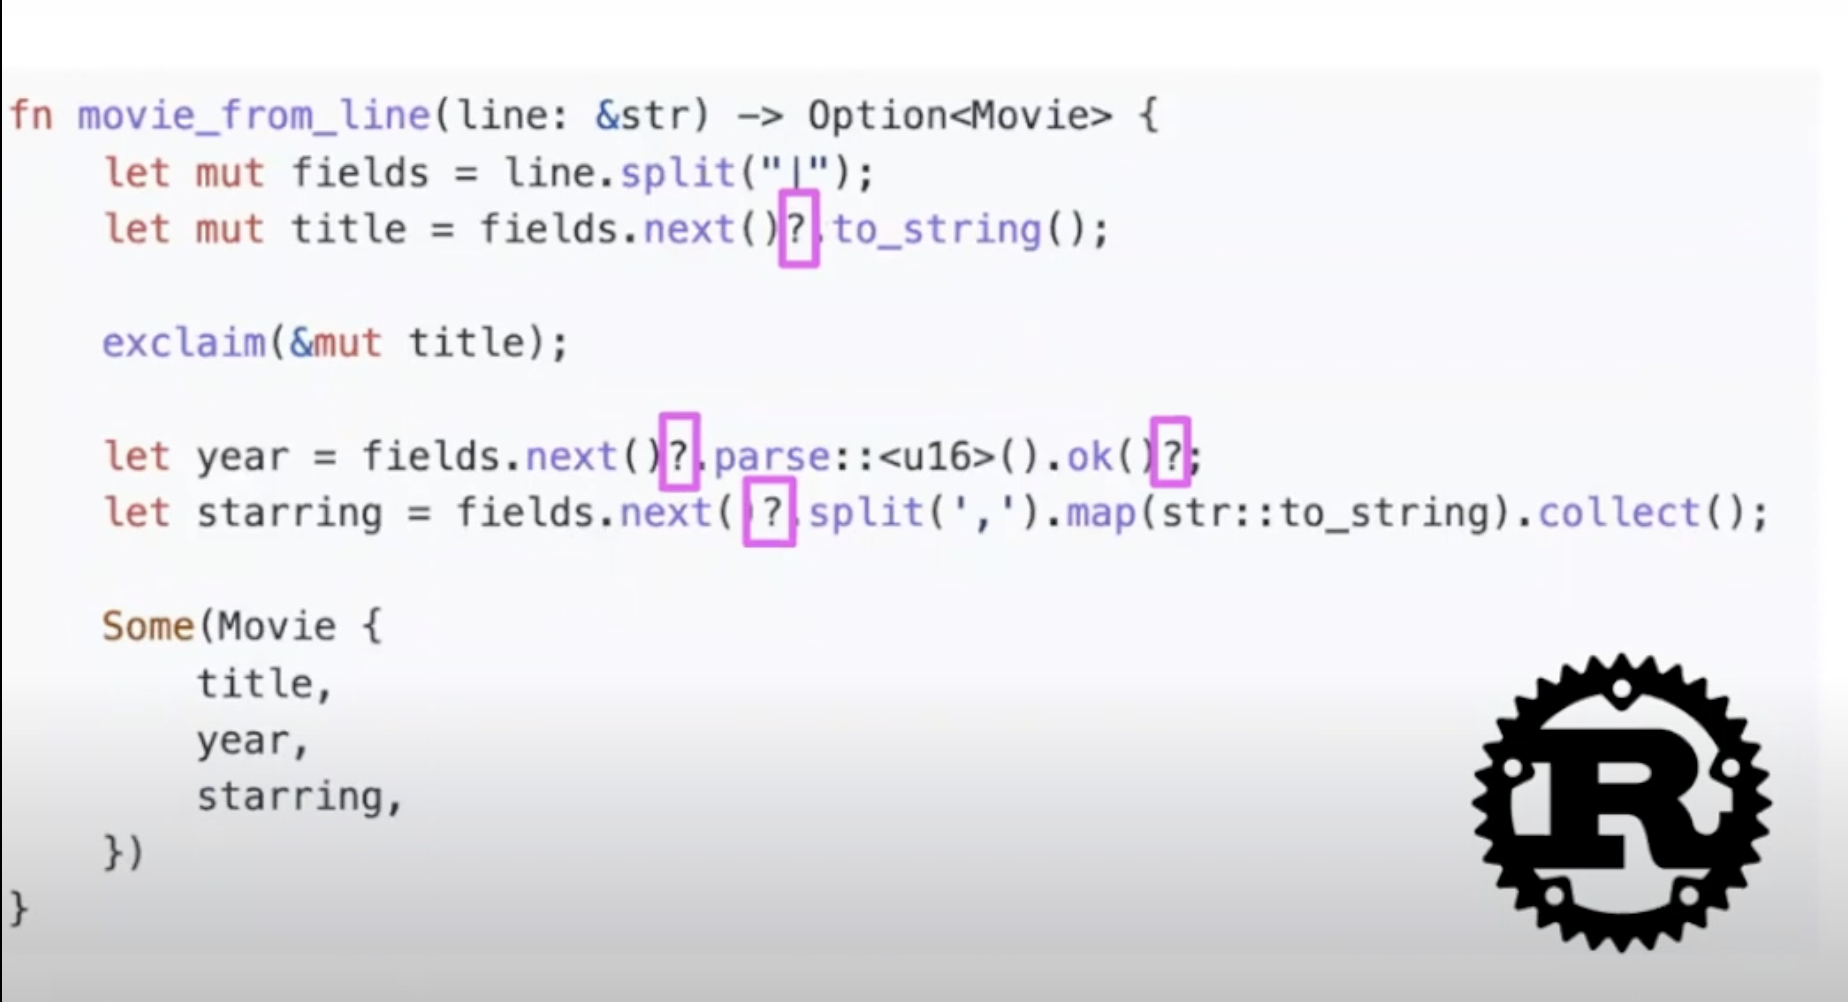 fn movie_from_line(line: &str) -> Option<Movie> {
    let mut fields = line.split("|");
    let mut title = fields.next()?.to_string();
    exclaim(&mut title);
    let year = fields.next()?.parse::<u16>().ok()?;
    let starring = fields.next()?.split(',').map(str::to_string).collect();
    Some(Movie {
        title,
        year,
        starring,
    })
}
R